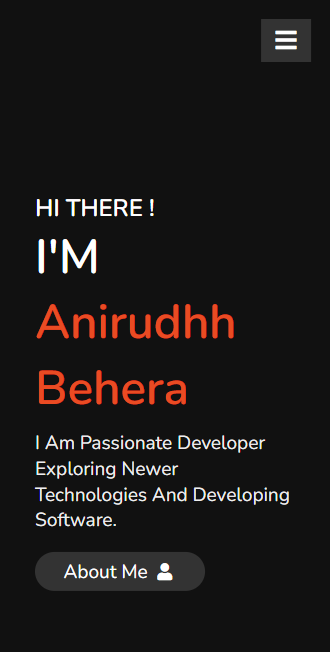 HI THERE !
I'M
Anirudhh
Behera
I Am Passionate Developer
Exploring Newer
Technologies And Developing
Software.
About Me